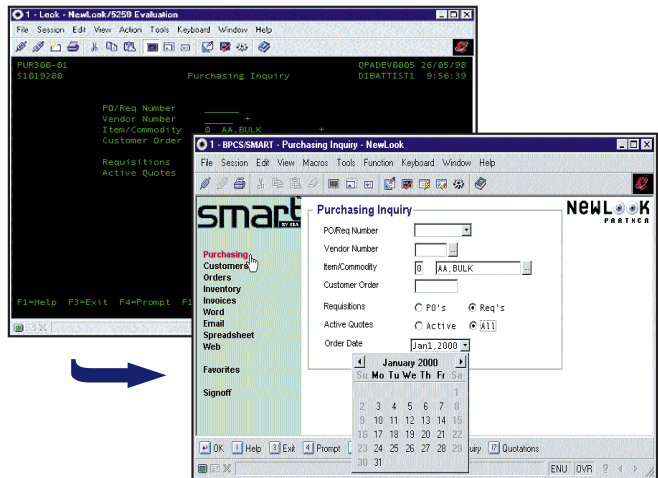 1 - Look - NewLook/5250 Evaluation
File Session Edit View Action Tools Keyboard Window Help
PUR300-01
QPADEV0005 26/05/98
S1019280
Purchasing Inquiry
DIBATTIST1 9:56:39
PO/Req Number
Vendor Number +
Item/Commodity 0 AA,BULK +
Customer Order
Requisitions
Active Quotes
F1=Help F3=Exit F4=Prompt
1 - BPCS/SMART - Purchasing Inquiry - NewLook
File Session Edit View Macros Tools Function Keyboard Window Help
smart
BY SSA
NEWLOOK
PARTNER
Purchasing
Customers
Orders
Inventory
Invoices
Word
Email
Spreadsheet
Web
Favorites
Signoff
Purchasing Inquiry
PO/Req Number
Vendor Number ...
Item/Commodity 0 AA,BULK ...
Customer Order
Requisitions PO's Req's
Active Quotes Active All
Order Date Jan1,2000
January 2000
Su Mo Tu We Th Fr Sa
1
2 3 4 5 6 7 8
9 10 11 12 13 14 15
16 17 18 19 20 21 22
23 24 25 26 27 28 29
30 31
OK 1 Help 3 Exit 4 Prompt uiry 17 Quotations
ENU OVR ?